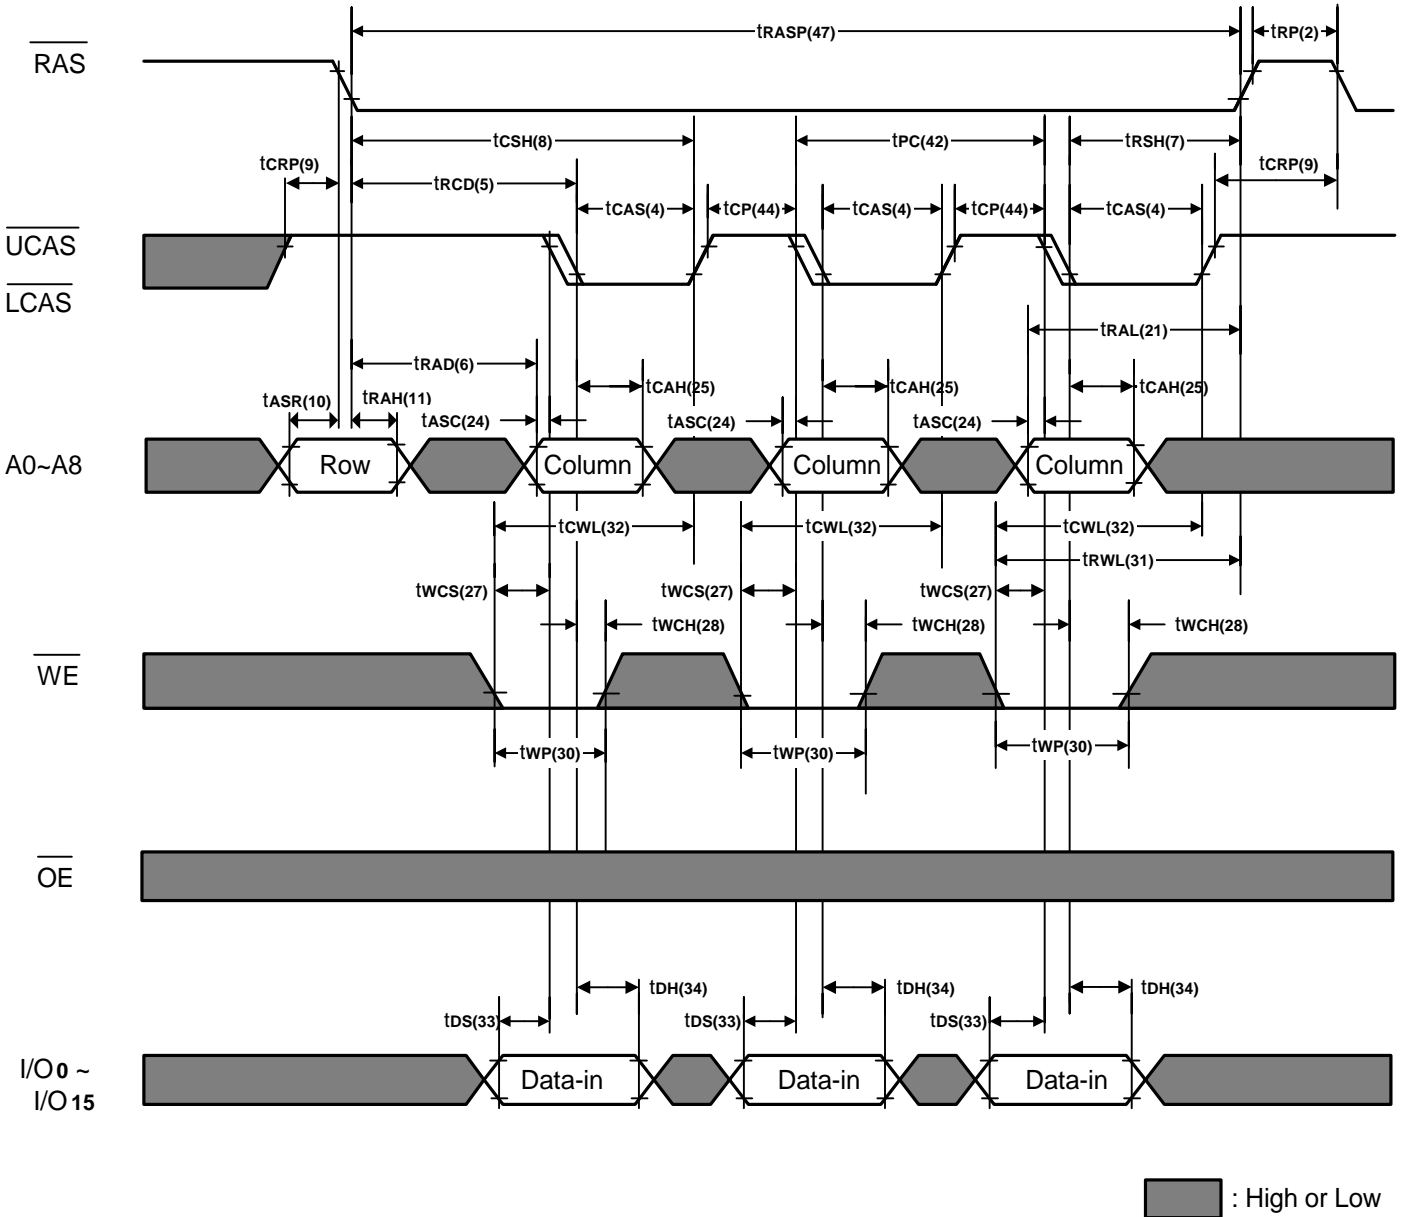 tRASP(47) tRP(2)
RAS
tCSH(8) tPC(42) tRSH(7)
tCRP(9) tRCD(5) tCRP(9)
tCAS(4) tCP(44) tCAS(4) tCP(44) tCAS(4)
UCAS
LCAS
tRAL(21)
tRAD(6)
tCAH(25) tCAH(25) tCAH(25)
tASR(10) tRAH(11) tASC(24) tASC(24) tASC(24)
A0~A8 Row Column Column Column
tCWL(32) tCWL(32) tCWL(32)
tRWL(31)
tWCS(27) tWCS(27) tWCS(27)
tWCH(28) tWCH(28) tWCH(28)
WE
tWP(30) tWP(30) tWP(30)
OE
tDH(34) tDH(34) tDH(34)
tDS(33) tDS(33) tDS(33)
I/O0 ~
I/O15
Data-in Data-in Data-in
: High or Low